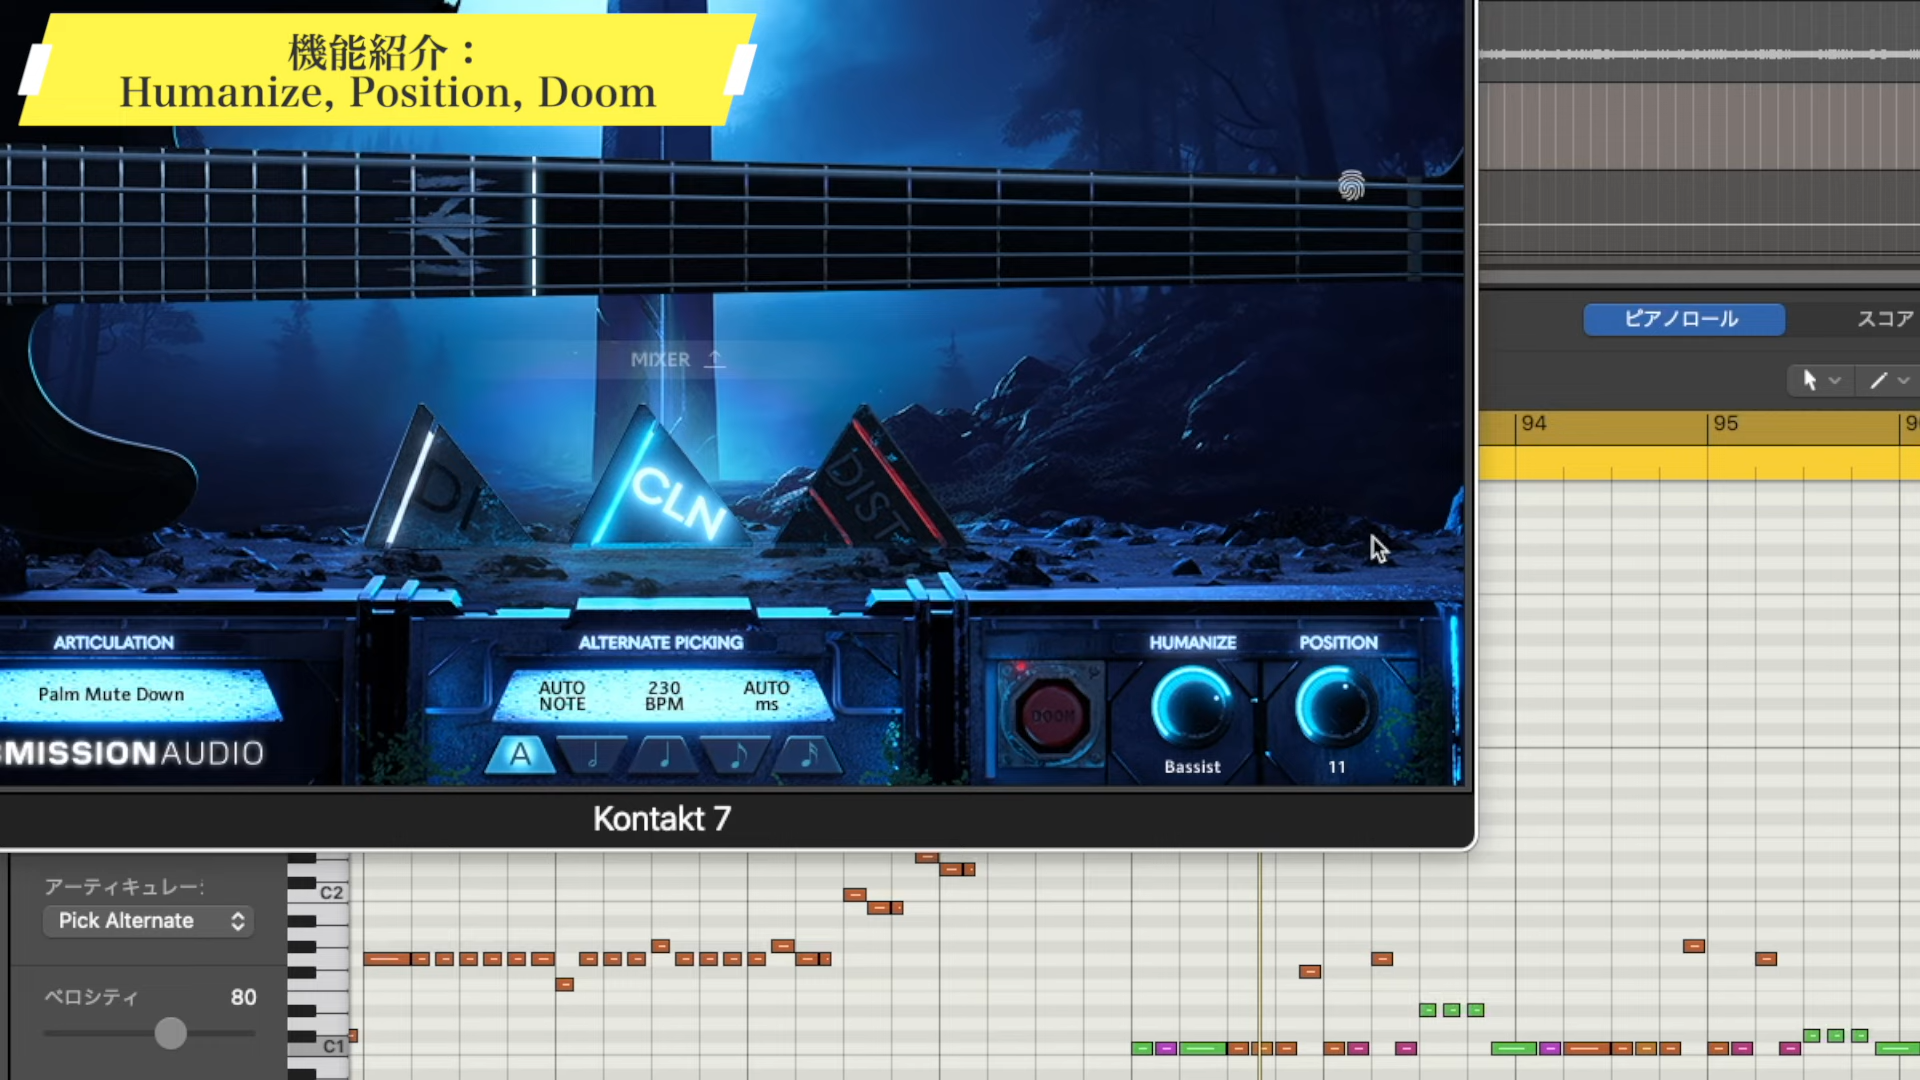 機能紹介：
Humanize, Position, Doom
MIXER
DI
CLN
DIST
ARTICULATION
Palm Mute Down
MISSIONAUDIO
ALTERNATE PICKING
AUTO
NOTE
230
BPM
AUTO
ms
A
DOOM
HUMANIZE
Bassist
POSITION
11
Kontakt 7
ピアノロール
スコア
94
95
アーティキュレー
Pick Alternate
ベロシティ
80
C2
C1